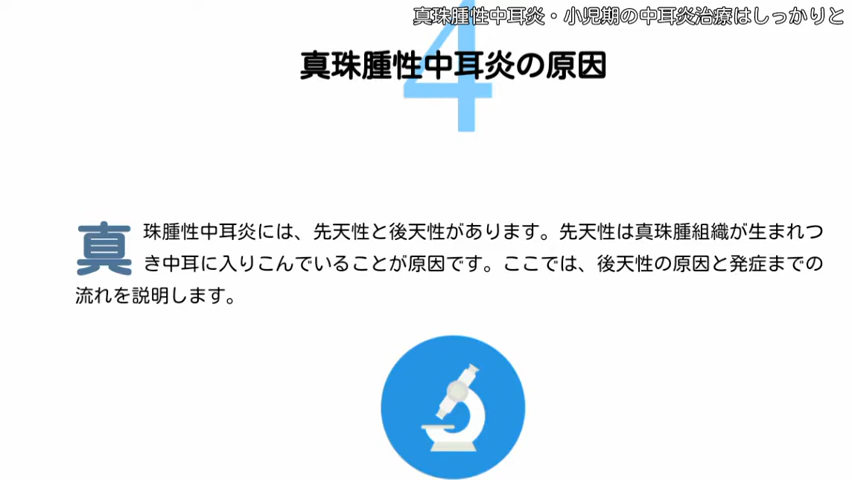 真珠腫性中耳炎・小児期の中耳炎治療はしっかりと
4
真珠腫性中耳炎の原因
真珠腫性中耳炎には、先天性と後天性があります。先天性は真珠腫組織が生まれつ
き中耳に入りこんでいることが原因です。ここでは、後天性の原因と発症までの
流れを説明します。